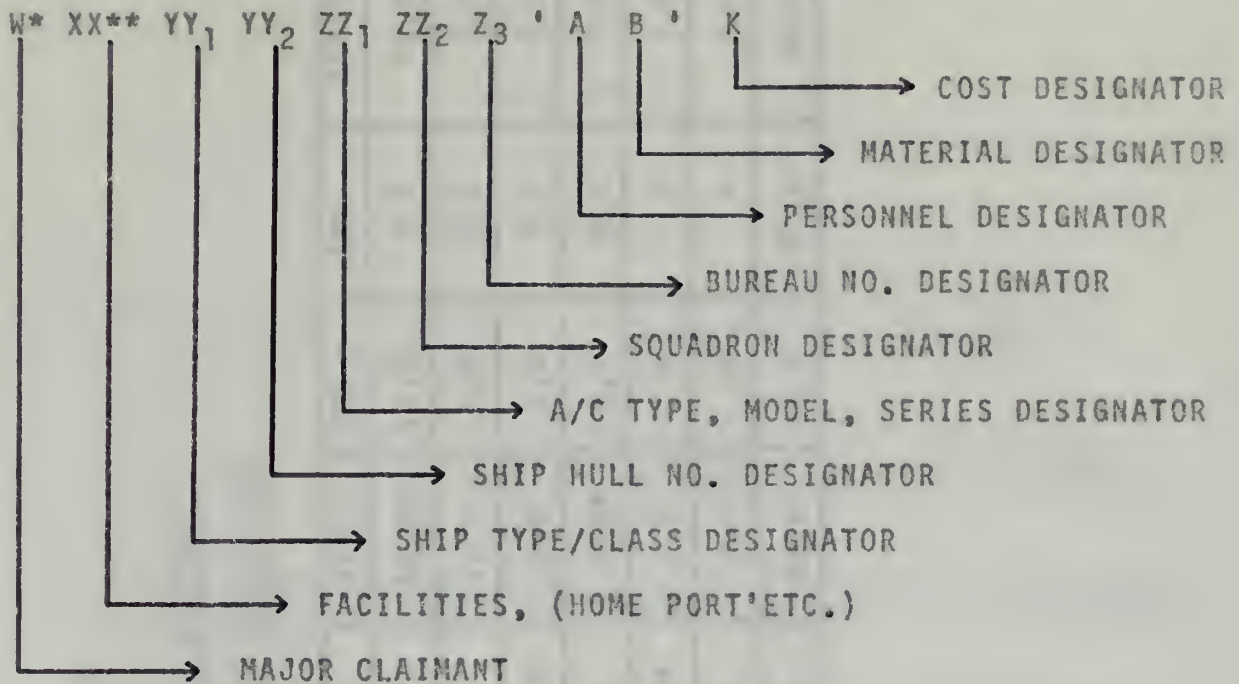 W* XX** YY₁ YY₂ ZZ₁ ZZ₂ Z₃ ' A B ' K
COST DESIGNATOR
MATERIAL DESIGNATOR
PERSONNEL DESIGNATOR
BUREAU NO. DESIGNATOR
SQUADRON DESIGNATOR
A/C TYPE, MODEL, SERIES DESIGNATOR
SHIP HULL NO. DESIGNATOR
SHIP TYPE/CLASS DESIGNATOR
FACILITIES, (HOME PORT'ETC.)
MAJOR CLAIMANT